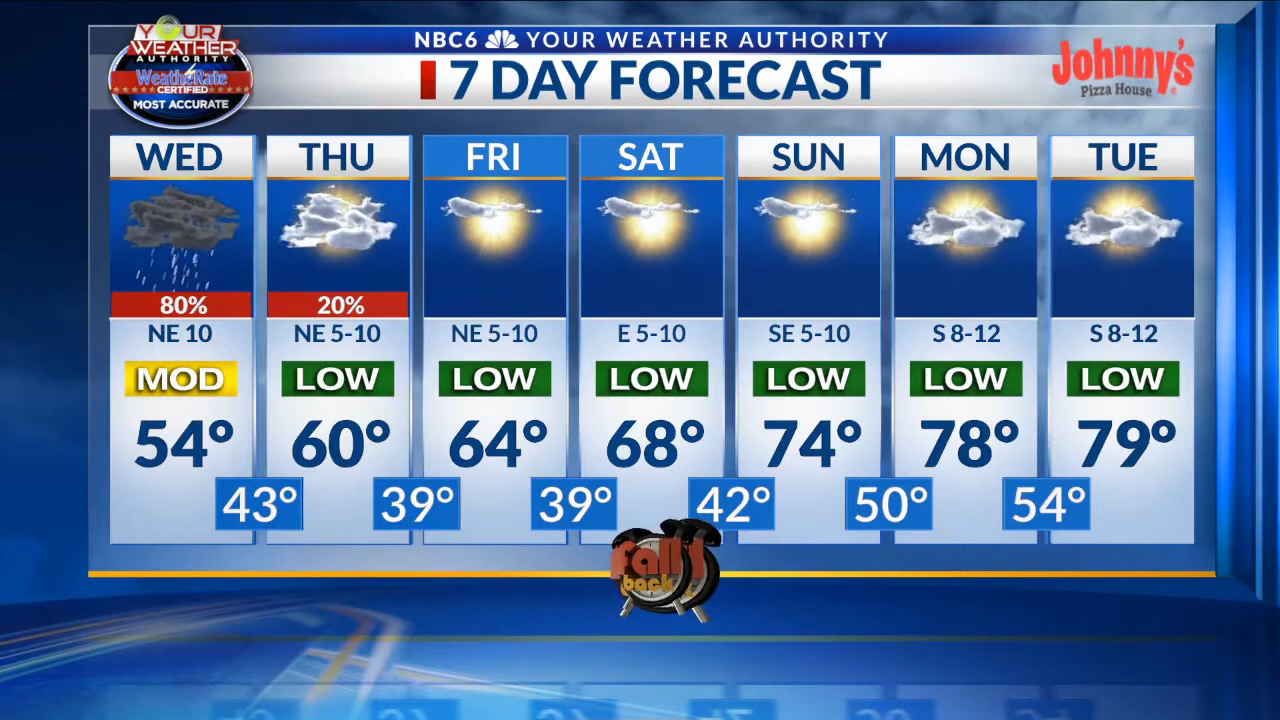 YOUR
WEATHER
AUTHORITY
WeatheRate
CERTIFIED
MOST ACCURATE
NBC6 YOUR WEATHER AUTHORITY
7 DAY FORECAST
Johnny's
Pizza House
WED THU FRI SAT SUN MON TUE
80% 20%
NE 10 NE 5-10 NE 5-10 E 5-10 SE 5-10 S 8-12 S 8-12
MOD LOW LOW LOW LOW LOW LOW
54° 60° 64° 68° 74° 78° 79°
43° 39° 39° 42° 50° 54°
Fall
back